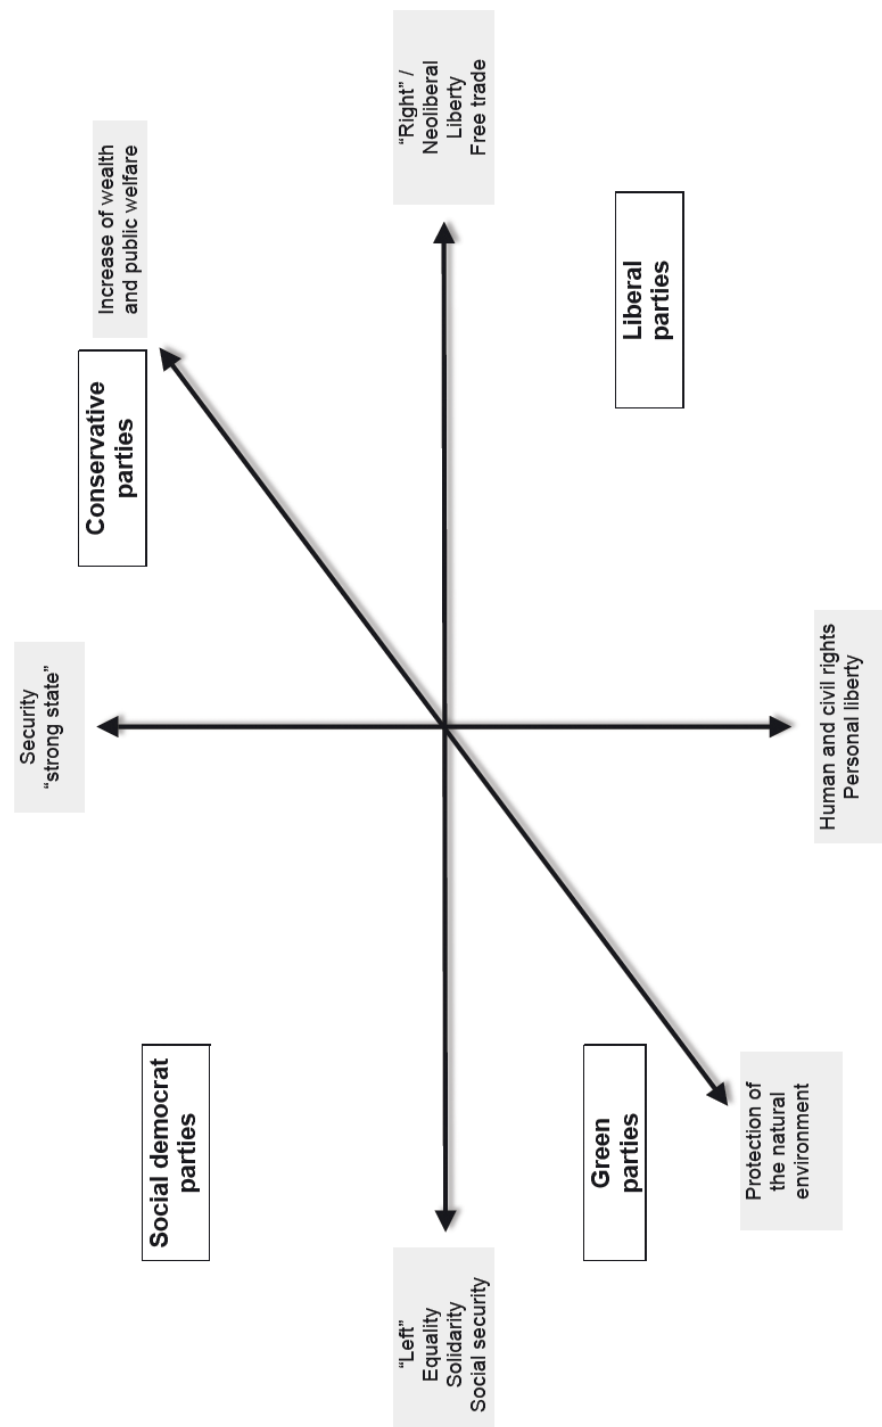 Security
“strong state”
Conservative
parties
Increase of wealth
and public welfare
Social democrat
parties
“Left”
Equality
Solidarity
Social security
“Right” /
Neoliberal
Liberty
Free trade
Green
parties
Liberal
parties
Protection of
the natural
environment
Human and civil rights
Personal liberty